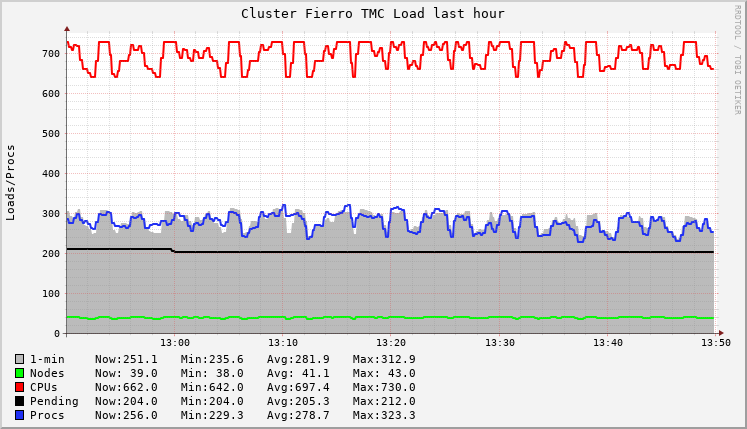 Cluster Fierro TMC Load last hour
RRDTOOL / TOBI OETIKER
Loads/Procs
700
600
500
400
300
200
100
0
13:00 13:10 13:20 13:30 13:40 13:50
1-min Now:251.1 Min:235.6 Avg:281.9 Max:312.9
Nodes Now: 39.0 Min: 38.0 Avg: 41.1 Max: 43.0
CPUs Now:662.0 Min:642.0 Avg:697.4 Max:730.0
Pending Now:204.0 Min:204.0 Avg:205.3 Max:212.0
Procs Now:256.0 Min:229.3 Avg:278.7 Max:323.3